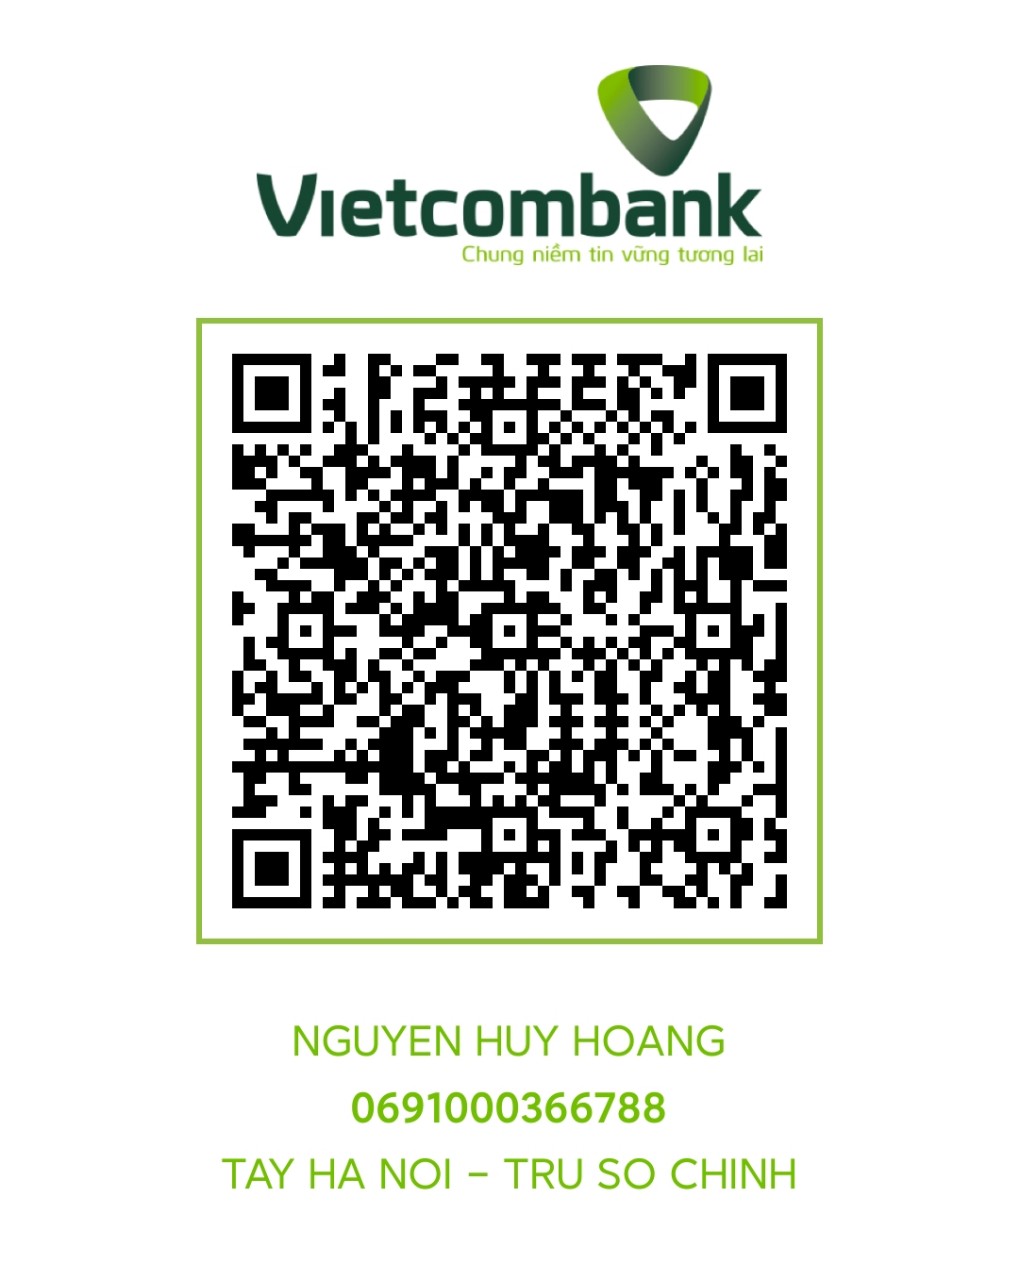 Vietcombank
Chung niềm tin vững tương lai
NGUYEN HUY HOANG
0691000366788
TAY HA NOI – TRU SO CHINH